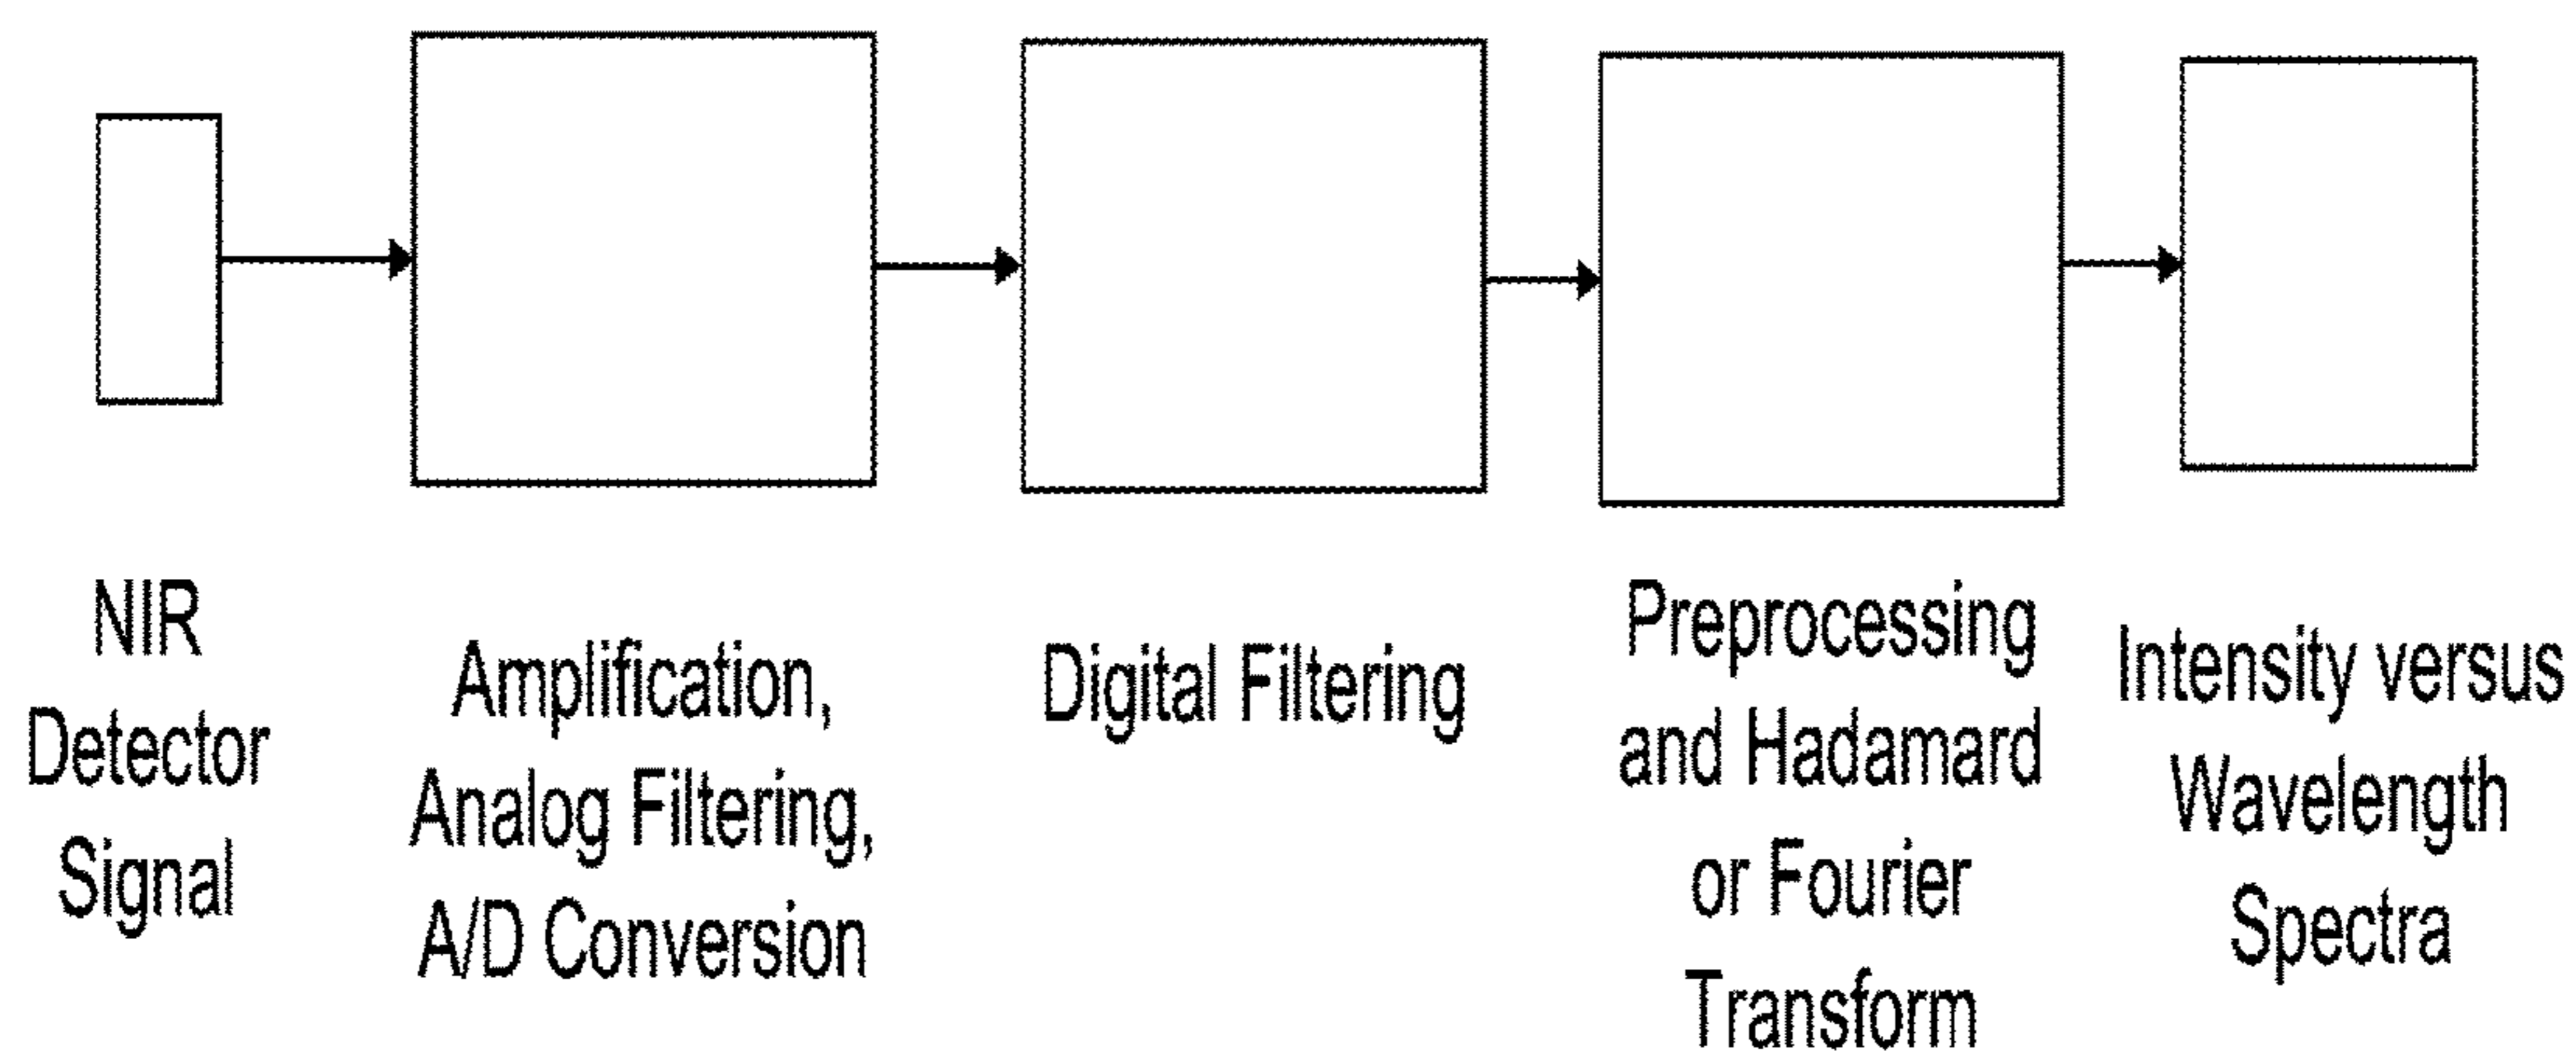 NIR
Detector
Signal
Amplification,
Analog Filtering,
A/D Conversion
Digital Filtering
Preprocessing
and Hadamard
or Fourier
Transform
Intensity versus
Wavelength
Spectra